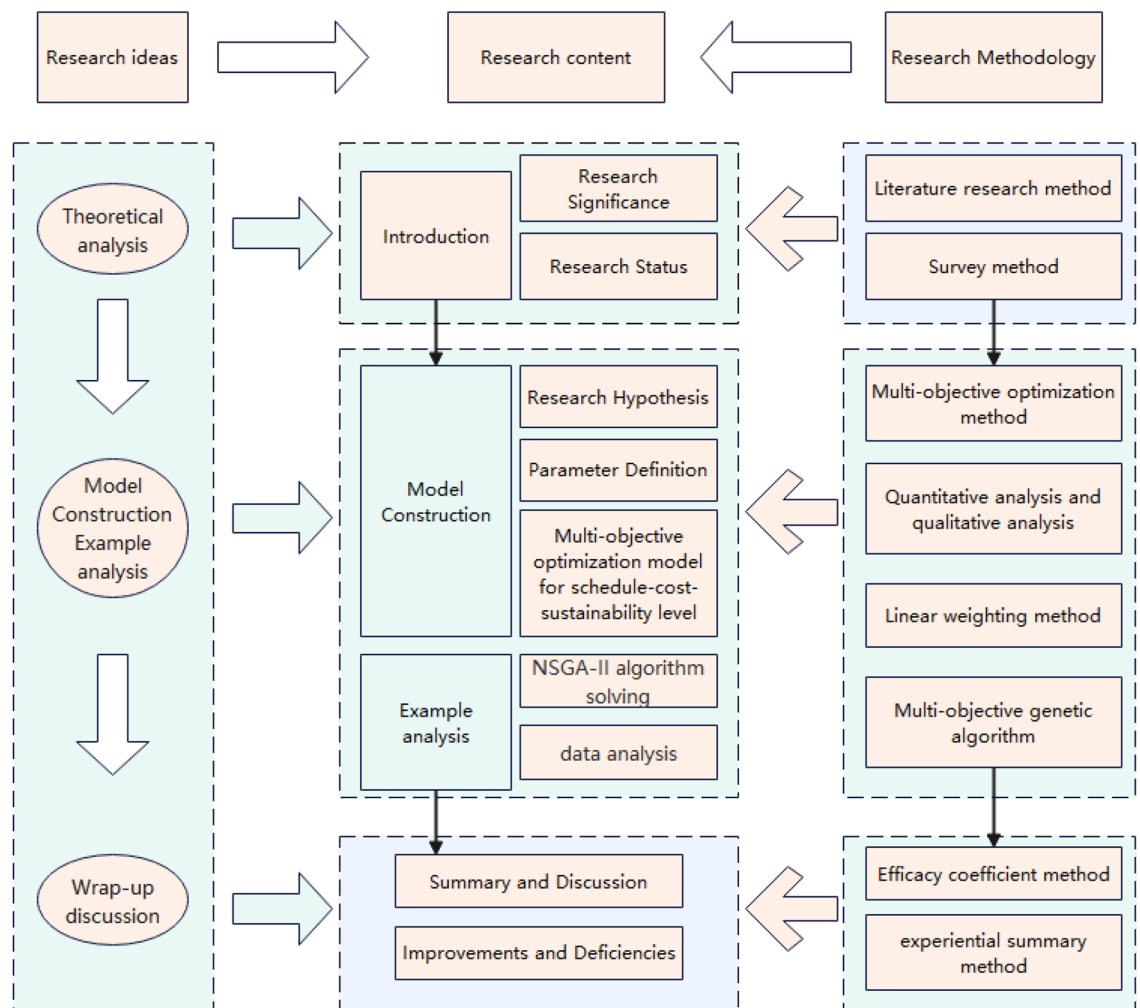 Research ideas
Research content
Research Methodology
Theoretical
analysis
Introduction
Research
Significance
Research Status
Literature research method
Survey method
Model
Construction
Example
analysis
Model
Construction
Research Hypothesis
Parameter Definition
Multi-objective
optimization model
for schedule-cost-
sustainability level
Example
analysis
NSGA-II algorithm
solving
data analysis
Multi-objective optimization
method
Quantitative analysis and
qualitative analysis
Linear weighting method
Multi-objective genetic
algorithm
Wrap-up
discussion
Summary and Discussion
Improvements and Deficiencies
Efficacy coefficient method
experiential summary
method